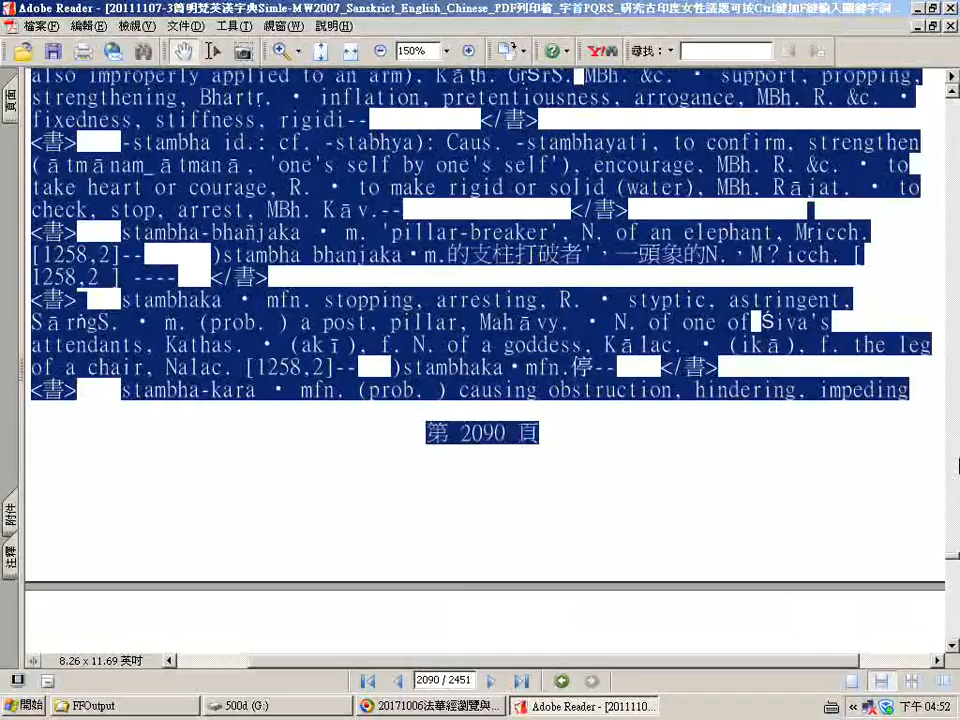 Adobe Reader - [20111107-3簡明梵英漢字典Simle-MW2007_Sanskrict_English_Chinese_PDF列印檔_字首PQRS_研究古印度女性議題可按Ctrl鍵加F鍵輸入關鍵字詞...
檔案(F) 編輯(E) 檢視(V) 文件(D) 工具(T) 視窗(W) 說明(H)
150% 尋找：
頁面
also improperly applied to an arm), Kāṭh. GṛŚrS. MBh. &c. • support, propping,
strengthening, Bhartṛ. • inflation, pretentiousness, arrogance, MBh. R. &c. •
fixedness, stiffness, rigidi-- </書>
<書> -stambha id.: cf. -stabhya): Caus. -stambhayati, to confirm, strengthen
(ātmānam_ātmanā, 'one's self by one's self'), encourage, MBh. R. &c. • to
take heart or courage, R. • to make rigid or solid (water), MBh. Rājat. • to
check, stop, arrest, MBh. Kāv.-- </書>
<書> stambha-bhañjaka • m. 'pillar-breaker', N. of an elephant, Mṛicch.
[1258,2]-- )stambha bhanjaka•m.的支柱打破者'，一頭象的N.，M？icch. [
1258,2 ] ---- </書>
<書> stambhaka • mfn. stopping, arresting, R. • styptic, astringent,
ŚārṅgS. • m. (prob. ) a post, pillar, Mahāvy. • N. of one of Śiva's
attendants, Kathas. • (akī), f. N. of a goddess, Kālac. • (ikā), f. the leg
of a chair, Nalac. [1258,2]-- )stambhaka•mfn.停-- </書>
<書> stambha-kara • mfn. (prob. ) causing obstruction, hindering, impeding
第 2090 頁
附件
注釋
8.26 x 11.69 英吋
2090 / 2451
開始 FFOutput 500d (G:) 20171006法華經瀏覽與... Adobe Reader - [2011110... 下午 04:52